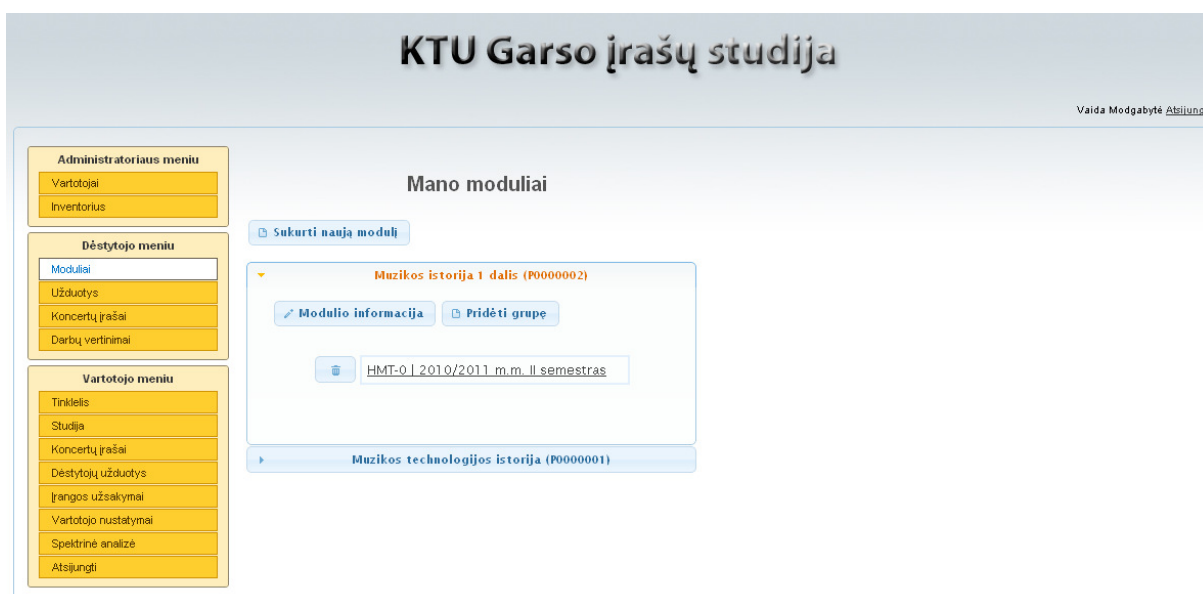 KTU Garso įrašų studija
Vaida Modgabytė Atsijung
Administratoriaus meniu
Vartotojai
Inventorius
Dėstytojo meniu
Moduliai
Užduotys
Koncertų įrašai
Darbų vertinimai
Vartotojo meniu
Tinklelis
Studija
Koncertų įrašai
Dėstytojų užduotys
Įrangos užsakymai
Vartotojo nustatymai
Spektrinė analizė
Atsijungti
Mano moduliai
Sukurti naują modulį
Muzikos istorija 1 dalis (P0000002)
Modulio informacija Pridėti grupę
HMT-0 | 2010/2011 m.m. II semestras
Muzikos technologijos istorija (P0000001)